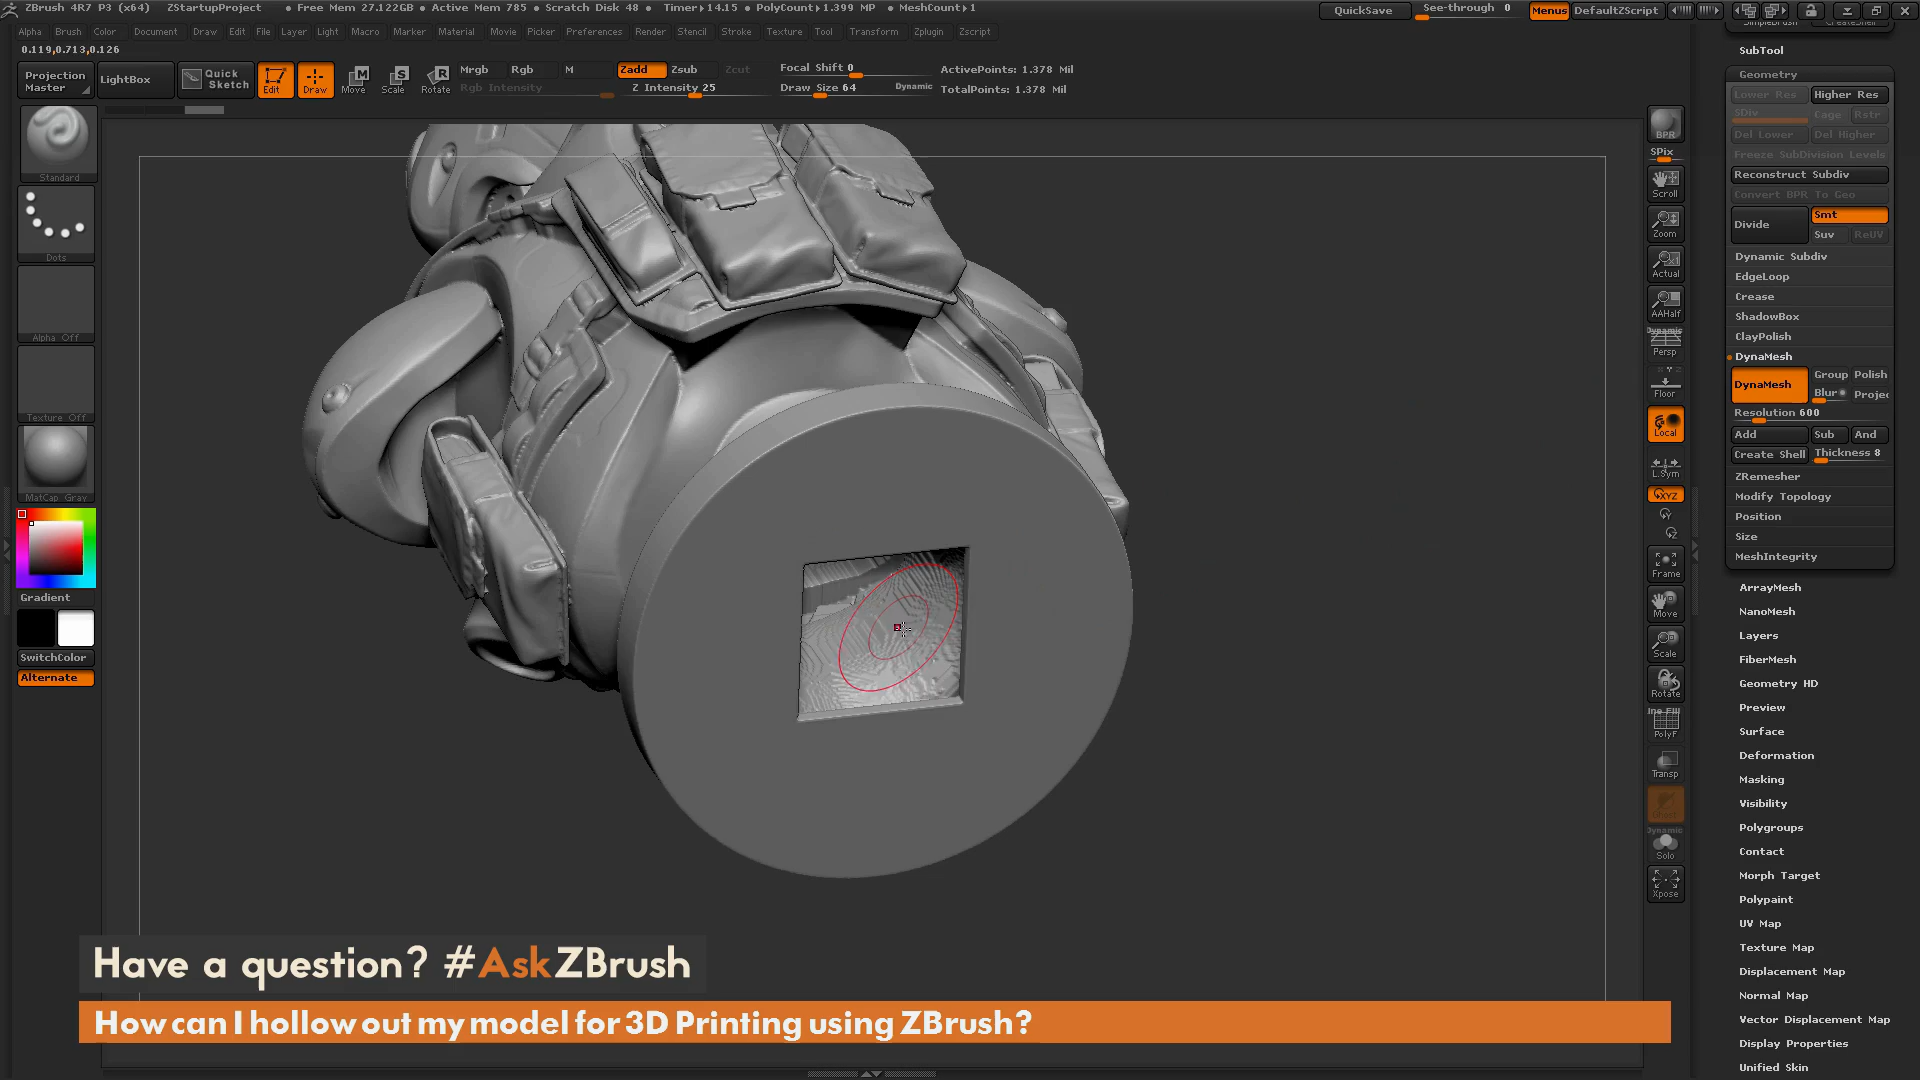 ZBrush 4R7 P3 (x64) ZStartupProject • Free Mem 27.122GB • Active Mem 785 • Scratch Disk 48 • Timer▸14.15 • PolyCount▸1.399 MP • MeshCount▸1 QuickSave See-through 0 Menus DefaultZScript
Alpha Brush Color Document Draw Edit File Layer Light Macro Marker Material Movie Picker Preferences Render Stencil Stroke Texture Tool Transform Zplugin Zscript
0.119,0.713,0.126
Projection Master
LightBox
Quick Sketch
Edit
Draw
Move
Scale
Rotate
Mrgb Rgb M
Rgb Intensity
Zadd Zsub Zcut
Z Intensity 25
Focal Shift 0
Draw Size 64 Dynamic
ActivePoints: 1.378 Mil
TotalPoints: 1.378 Mil
Standard
Dots
Alpha Off
Texture Off
MatCap Gray
Gradient
SwitchColor
Alternate
BPR
SPix
Scroll
Zoom
Actual
AAHalf
Dynamic
Persp
Floor
Local
L.Sym
XYZ
Frame
Move
Scale
Rotate
PolyF
Transp
Dynamic
Solo
Xpose
SubTool
Geometry
Lower Res Higher Res
SDiv Cage Rstr
Del Lower Del Higher
Freeze SubDivision Levels
Reconstruct Subdiv
Convert BPR To Geo
Divide Smt
Suv ReUV
Dynamic Subdiv
EdgeLoop
Crease
ShadowBox
ClayPolish
DynaMesh
DynaMesh Group Polish
Blur Projec
Resolution 600
Add Sub And
Create Shell Thickness 8
ZRemesher
Modify Topology
Position
Size
MeshIntegrity
ArrayMesh
NanoMesh
Layers
FiberMesh
Geometry HD
Preview
Surface
Deformation
Masking
Visibility
Polygroups
Contact
Morph Target
Polypaint
UV Map
Texture Map
Displacement Map
Normal Map
Vector Displacement Map
Display Properties
Unified Skin
Have a question? #AskZBrush
How can I hollow out my model for 3D Printing using ZBrush?